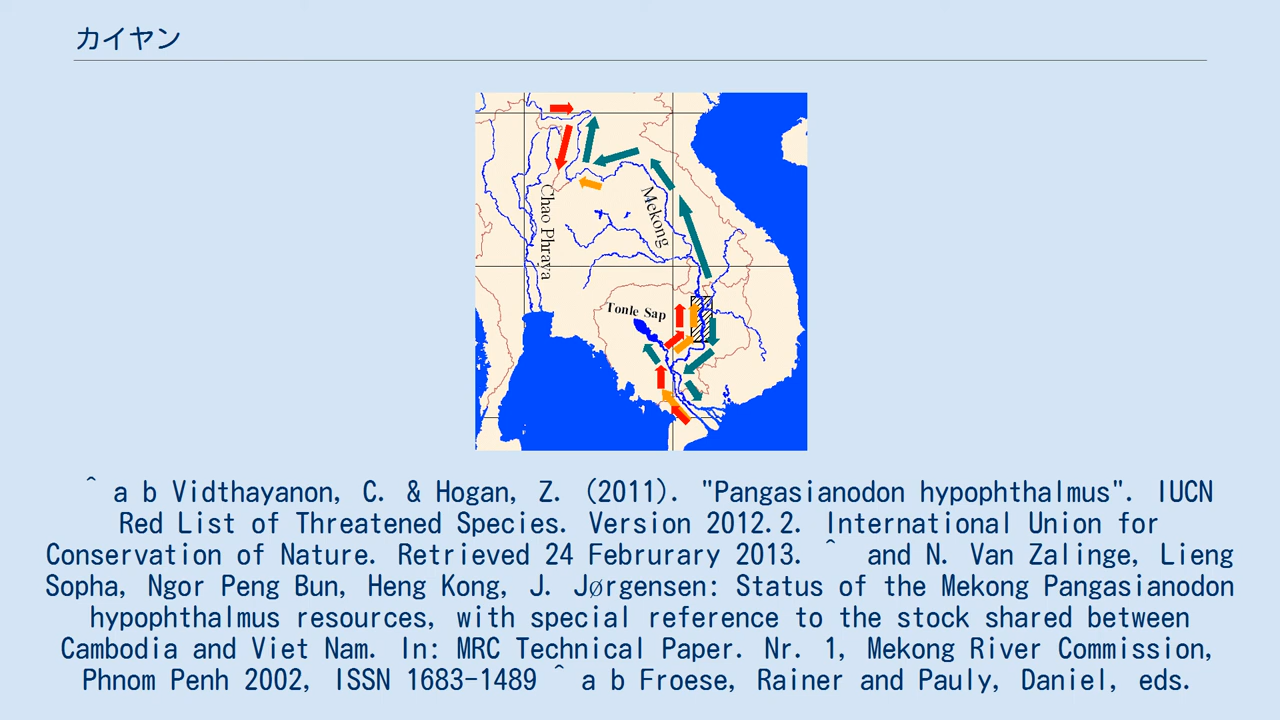 カイヤン
Chao Phraya
Mekong
Tonle Sap
^ a b Vidthayanon, C. & Hogan, Z. (2011). "Pangasianodon hypophthalmus". IUCN
Red List of Threatened Species. Version 2012.2. International Union for
Conservation of Nature. Retrieved 24 Februrary 2013. ^  and N. Van Zalinge, Lieng
Sopha, Ngor Peng Bun, Heng Kong, J. Jørgensen: Status of the Mekong Pangasianodon
hypophthalmus resources, with special reference to the stock shared between
Cambodia and Viet Nam. In: MRC Technical Paper. Nr. 1, Mekong River Commission,
Phnom Penh 2002, ISSN 1683-1489 ^ a b Froese, Rainer and Pauly, Daniel, eds.